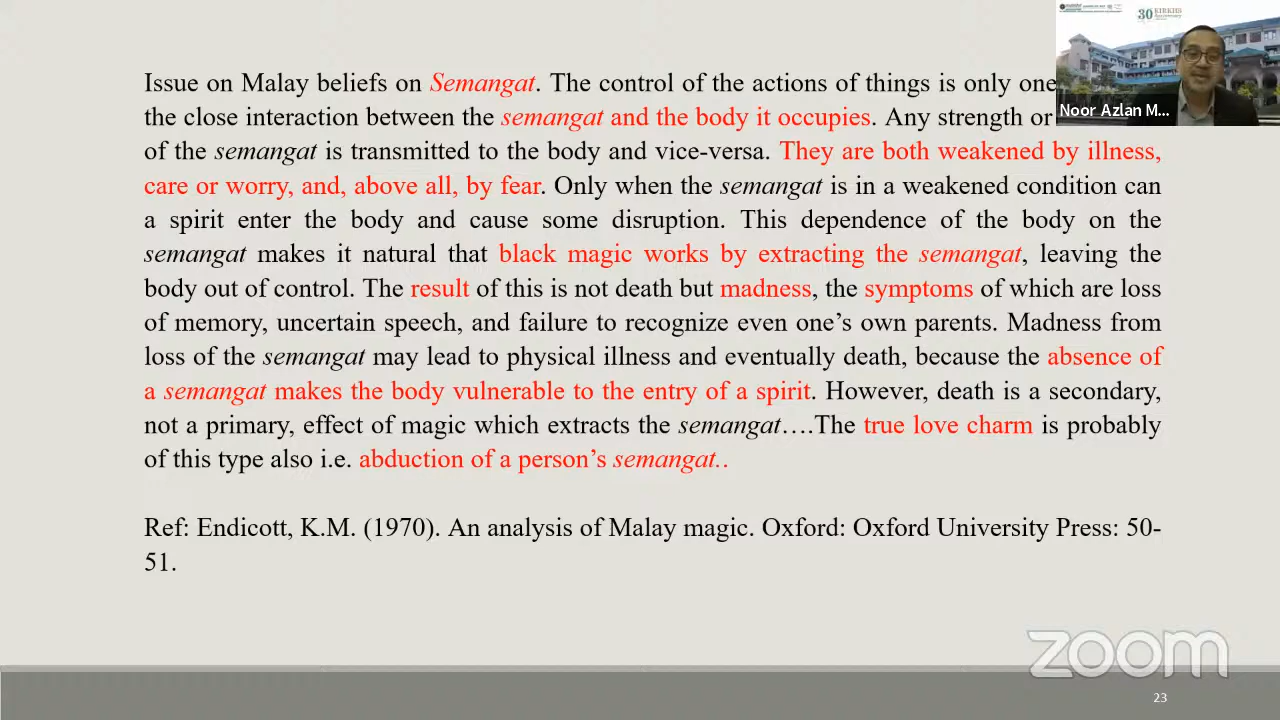 Issue on Malay beliefs on Semangat. The control of the actions of things is only one
the close interaction between the semangat and the body it occupies. Any strength or
of the semangat is transmitted to the body and vice-versa. They are both weakened by illness,
care or worry, and, above all, by fear. Only when the semangat is in a weakened condition can
a spirit enter the body and cause some disruption. This dependence of the body on the
semangat makes it natural that black magic works by extracting the semangat, leaving the
body out of control. The result of this is not death but madness, the symptoms of which are loss
of memory, uncertain speech, and failure to recognize even one’s own parents. Madness from
loss of the semangat may lead to physical illness and eventually death, because the absence of
a semangat makes the body vulnerable to the entry of a spirit. However, death is a secondary,
not a primary, effect of magic which extracts the semangat….The true love charm is probably
of this type also i.e. abduction of a person’s semangat..
Ref: Endicott, K.M. (1970). An analysis of Malay magic. Oxford: Oxford University Press: 50-
51.
30
Noor Azlan M...
zoom
23